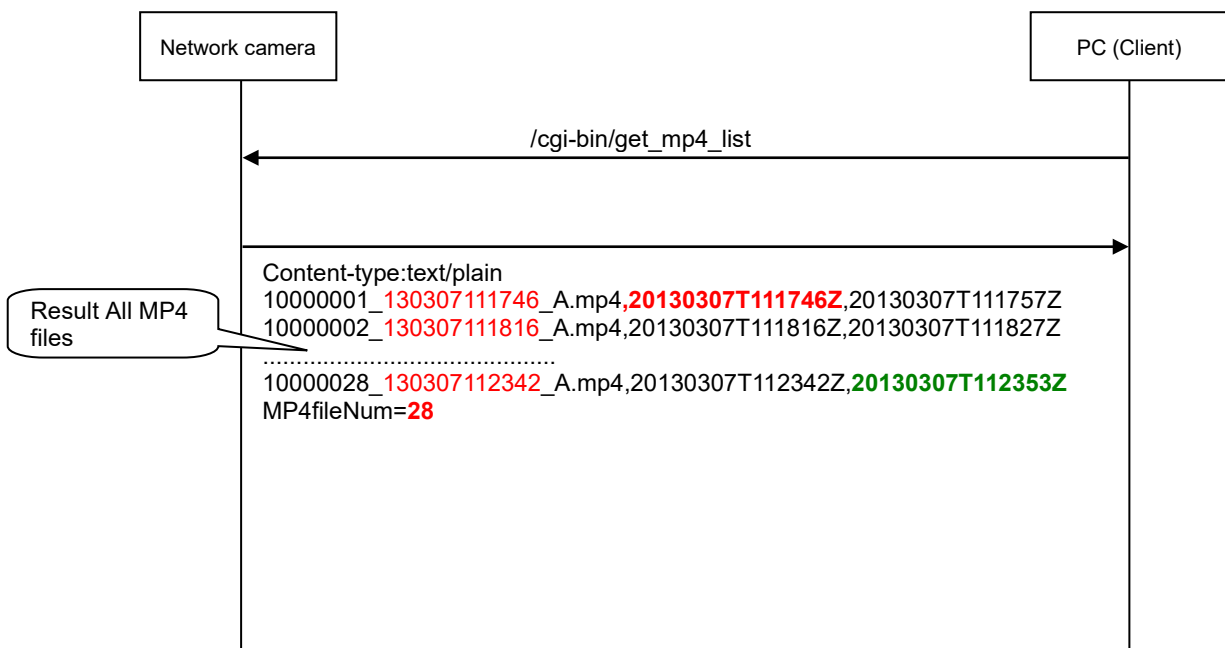 Network camera
PC (Client)
/cgi-bin/get_mp4_list
Content-type:text/plain
10000001_130307111746_A.mp4,20130307T111746Z,20130307T111757Z
Result All MP4
files
10000002_130307111816_A.mp4,20130307T111816Z,20130307T111827Z
............................................
10000028_130307112342_A.mp4,20130307T112342Z,20130307T112353Z
MP4fileNum=28